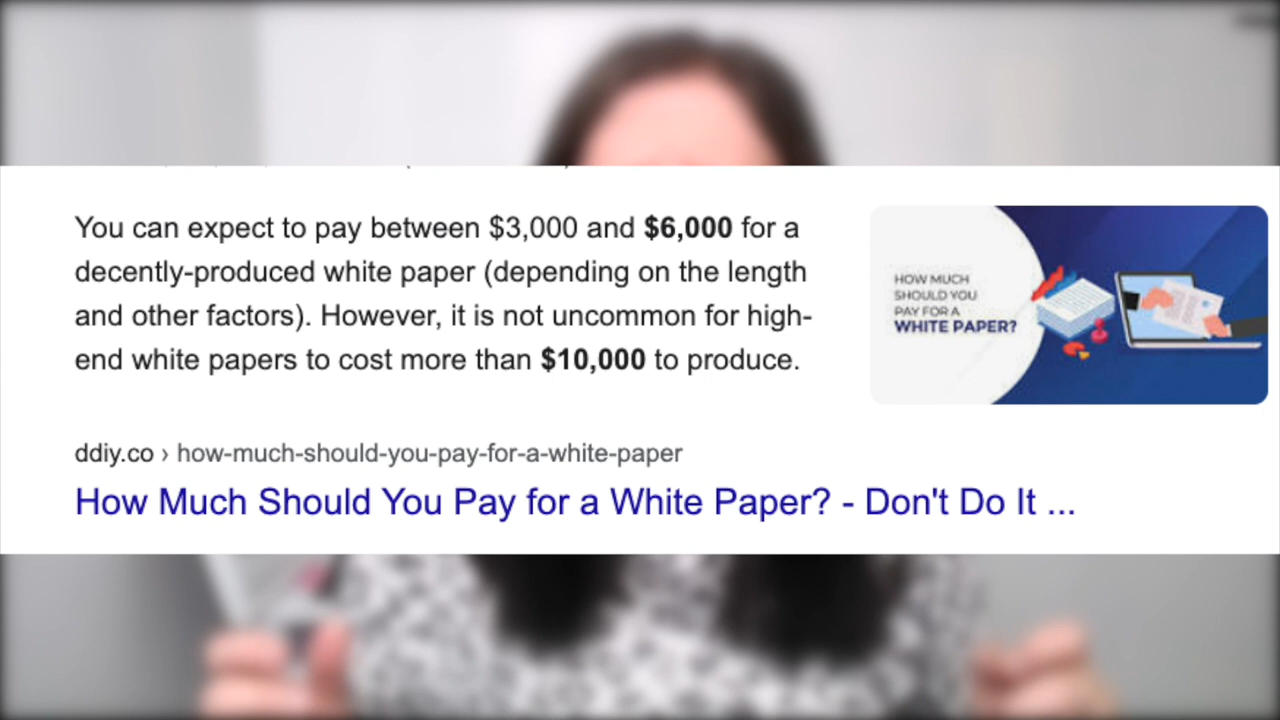 You can expect to pay between $3,000 and $6,000 for a
decently-produced white paper (depending on the length
and other factors). However, it is not uncommon for high-
end white papers to cost more than $10,000 to produce.
HOW MUCH
SHOULD YOU
PAY FOR A
WHITE PAPER?
ddiy.co › how-much-should-you-pay-for-a-white-paper
How Much Should You Pay for a White Paper? - Don't Do It ...